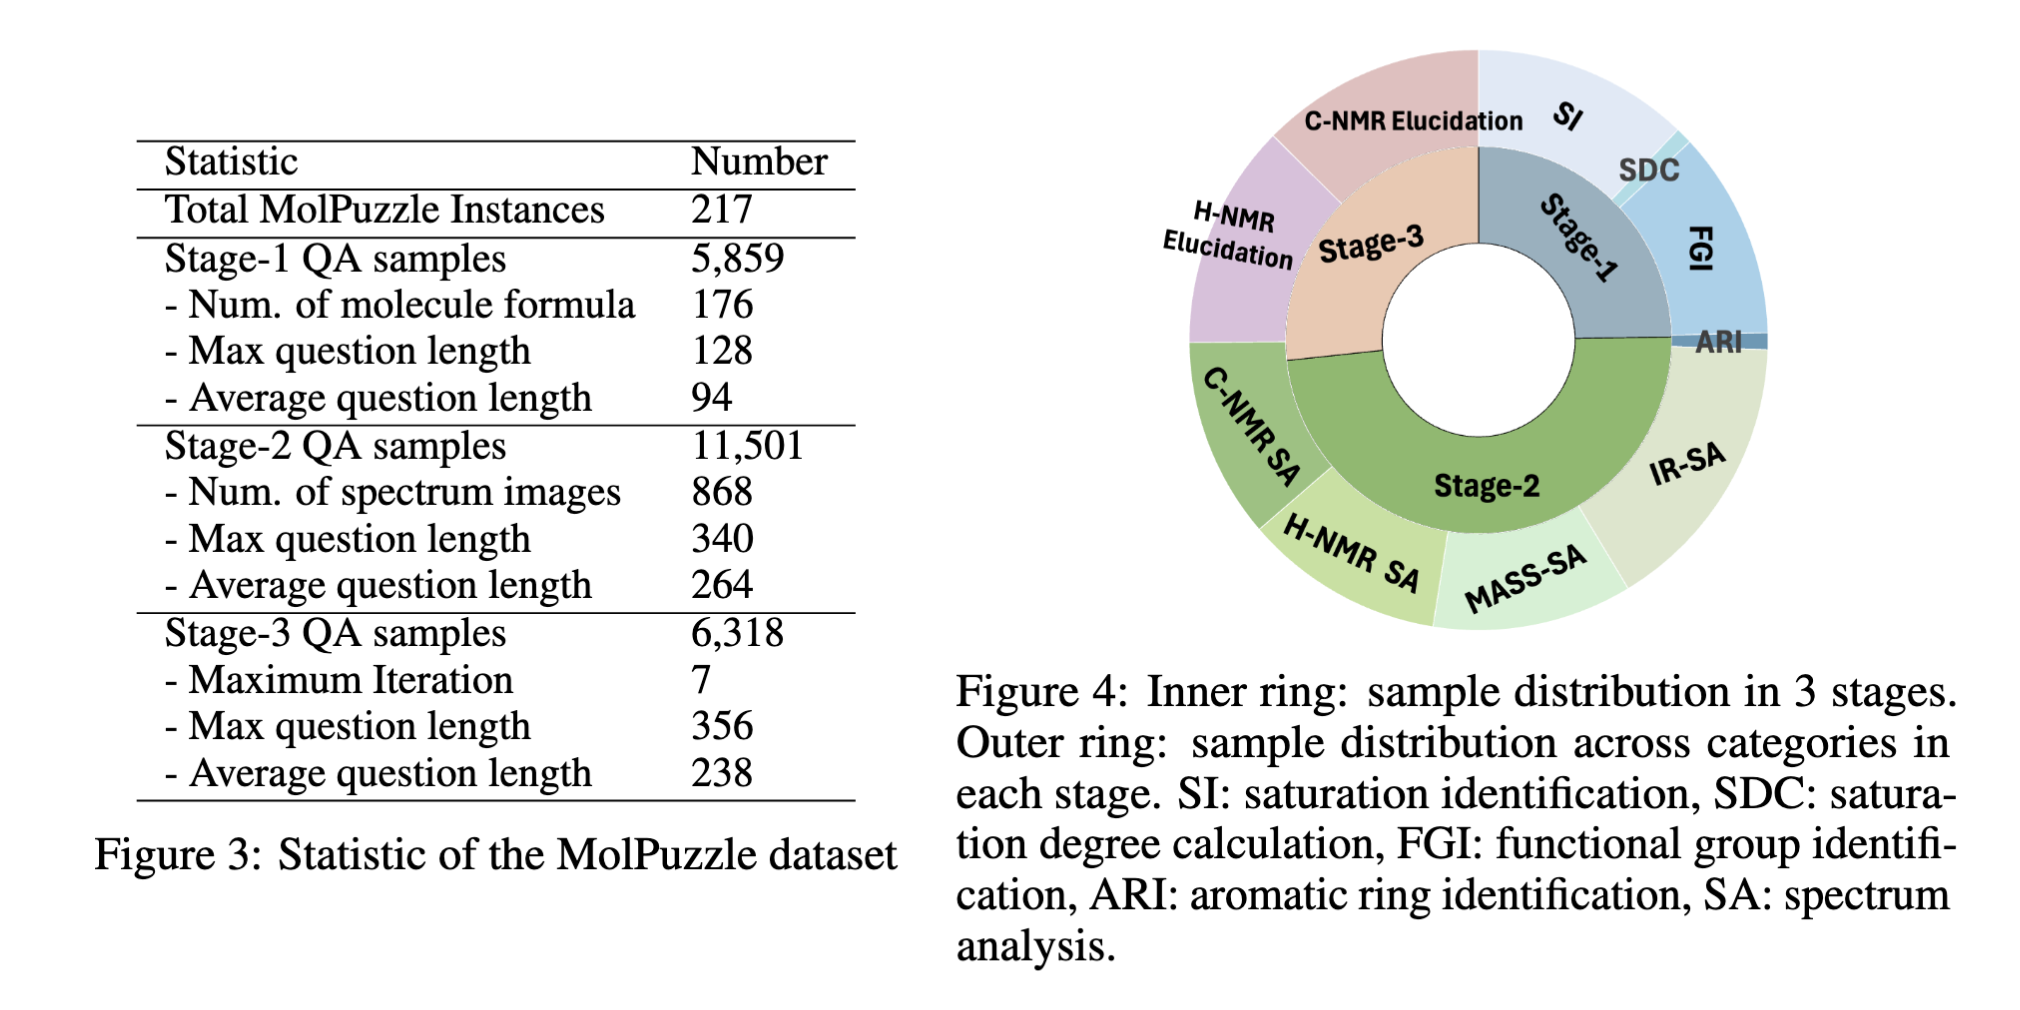 Statistic Number
Total MolPuzzle Instances 217
Stage-1 QA samples 5,859
- Num. of molecule formula 176
- Max question length 128
- Average question length 94
Stage-2 QA samples 11,501
- Num. of spectrum images 868
- Max question length 340
- Average question length 264
Stage-3 QA samples 6,318
- Maximum Iteration 7
- Max question length 356
- Average question length 238
Figure 3: Statistic of the MolPuzzle dataset
C-NMR Elucidation
SI
SDC
FGI
ARI
IR-SA
MASS-SA
H-NMR SA
C-NMR SA
H-NMR
Elucidation
Stage-1
Stage-2
Stage-3
Figure 4: Inner ring: sample distribution in 3 stages.
Outer ring: sample distribution across categories in
each stage. SI: saturation identification, SDC: satura-
tion degree calculation, FGI: functional group identifi-
cation, ARI: aromatic ring identification, SA: spectrum
analysis.